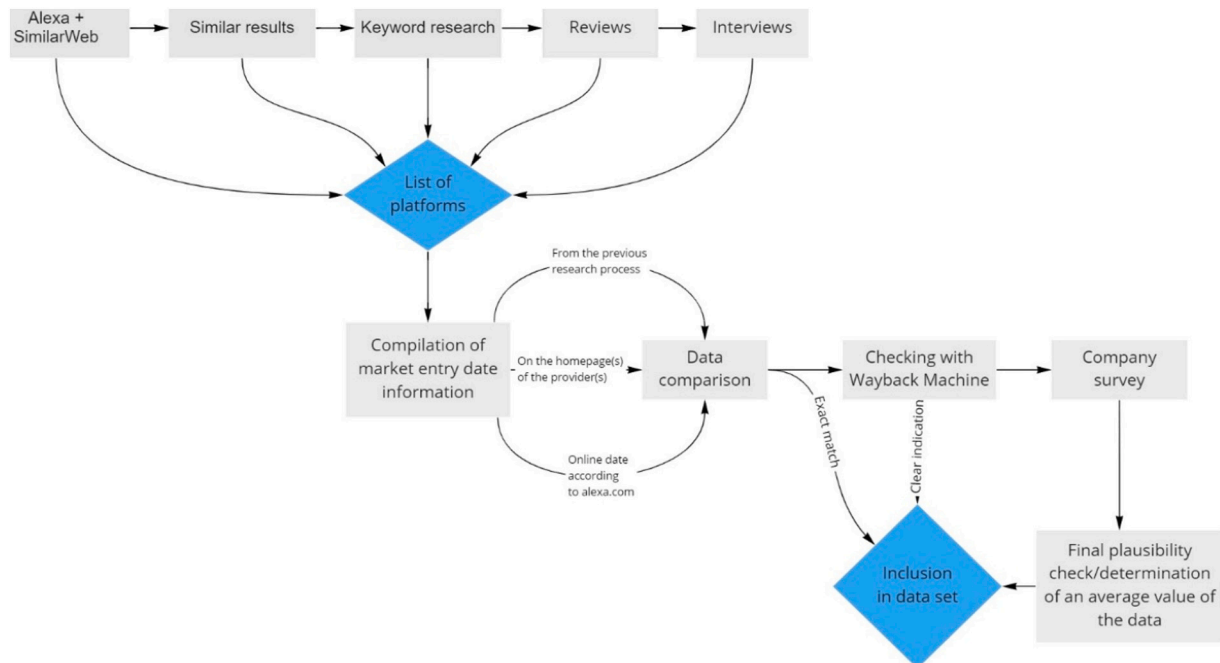 Alexa +
SimilarWeb
Similar results
Keyword research
Reviews
Interviews
List of
platforms
From the previous
research process
Compilation of
market entry date
information
On the homepage(s)
of the provider(s)
Online date
according
to alexa.com
Data
comparison
Exact match
Checking with
Wayback Machine
Clear indication
Company
survey
Final plausibility
check/determination
of an average value of
the data
Inclusion
in data set